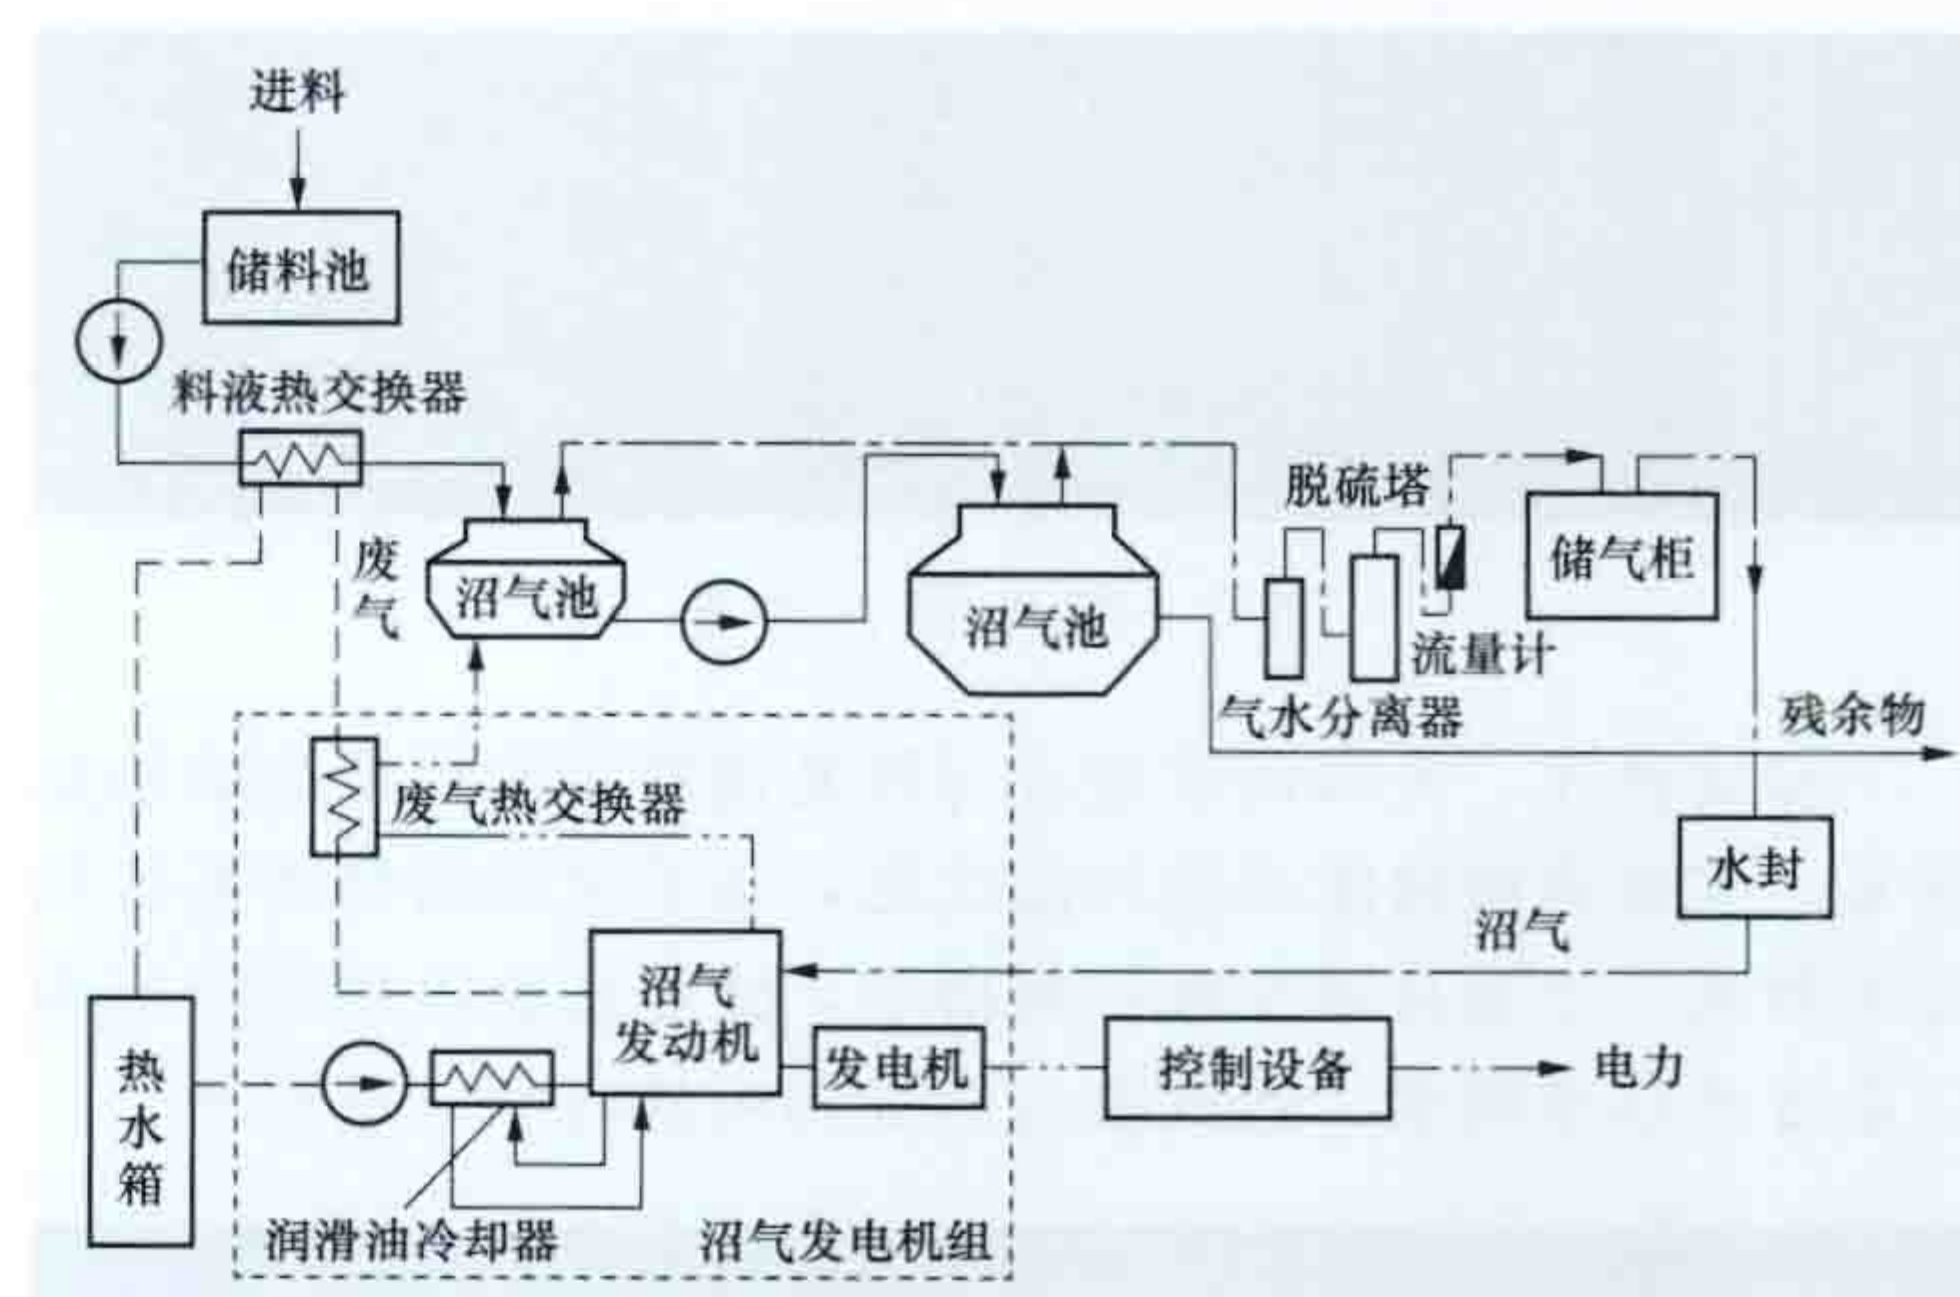 进料
储料池
料液热交换器
废
气
沼气池
沼气池
脱硫塔
储气柜
流量计
气水分离器
残余物
废气热交换器
水封
沼气
沼气
发动机
发电机
控制设备
电力
热
水
箱
润滑油冷却器
沼气发电机组